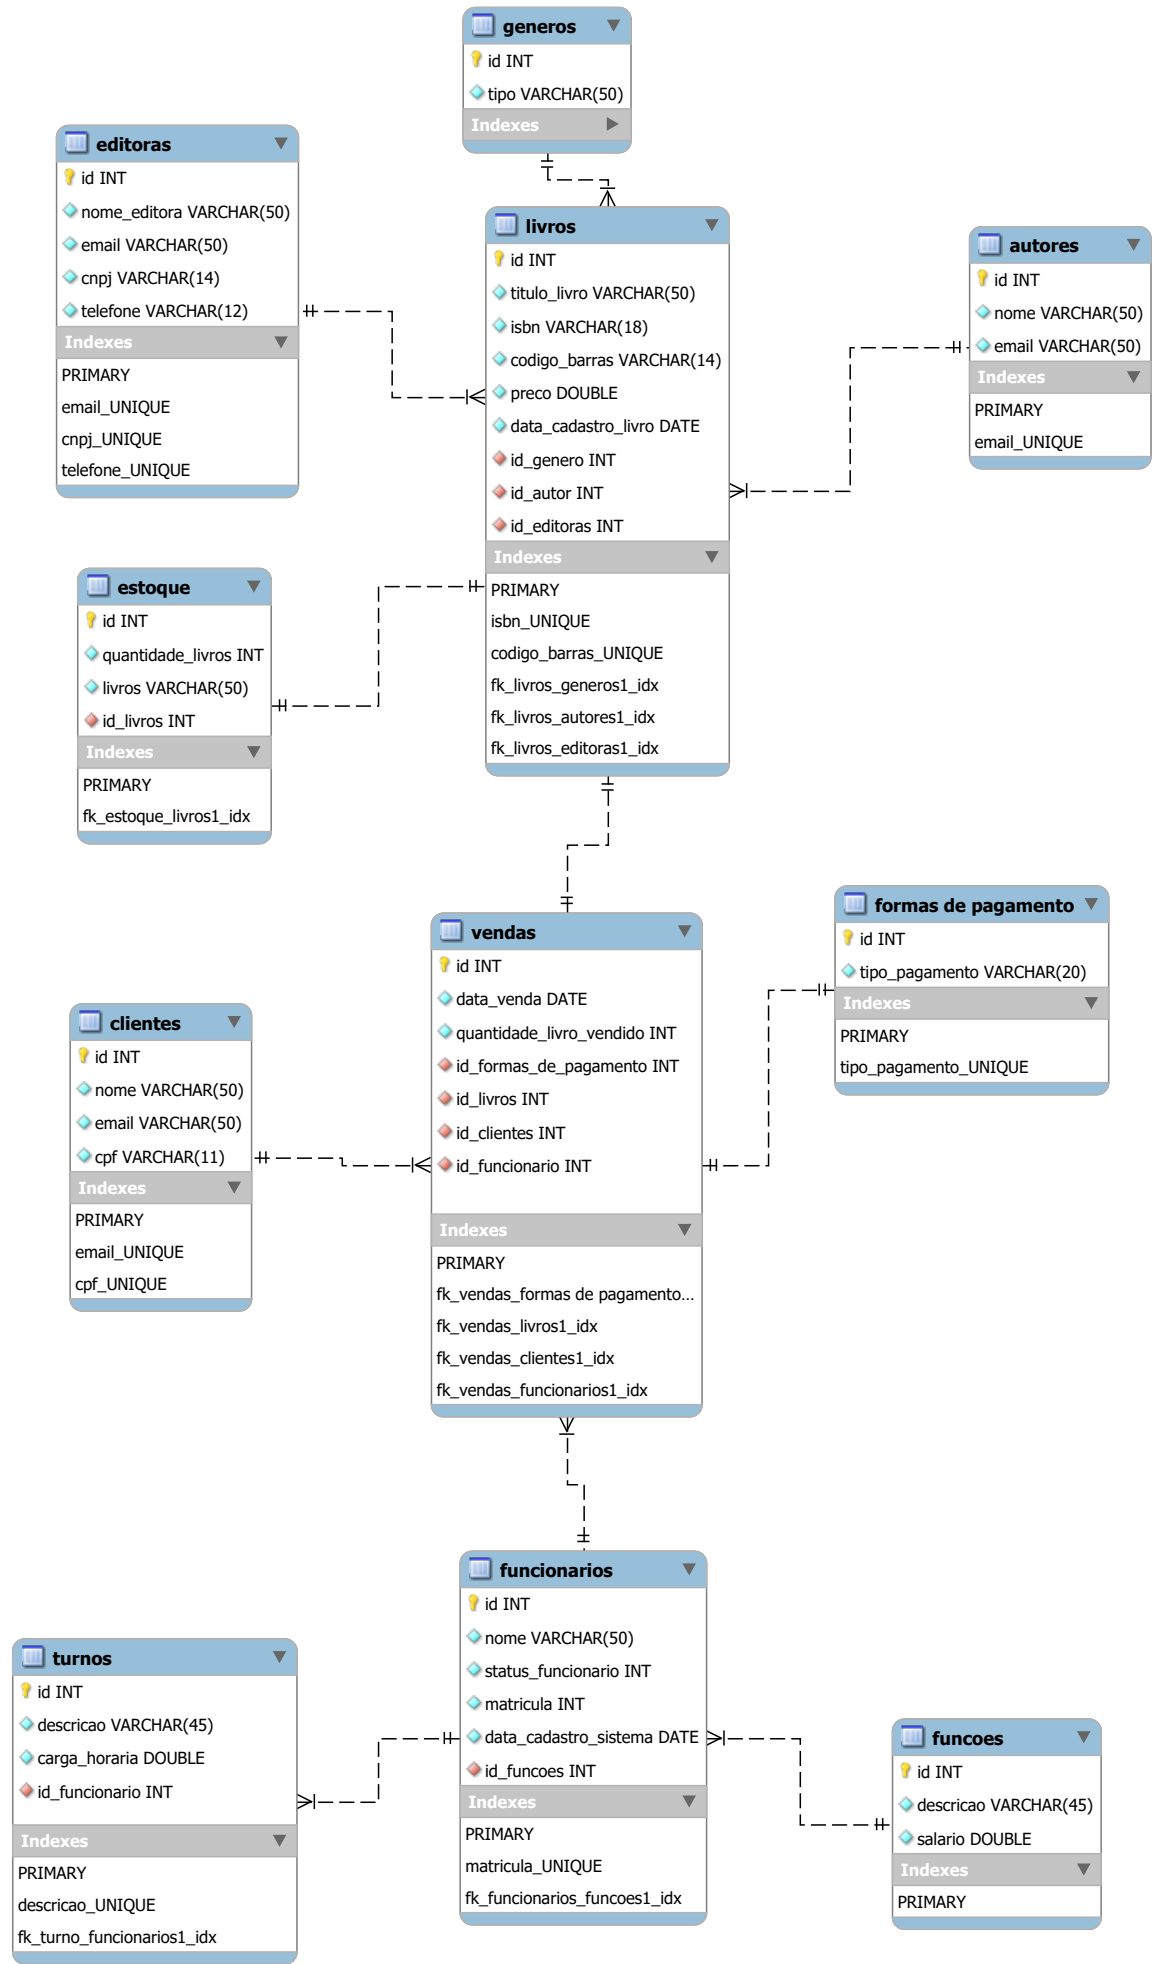 generos
id INT
tipo VARCHAR(50)
Indexes
editoras
id INT
nome_editora VARCHAR(50)
email VARCHAR(50)
cnpj VARCHAR(14)
telefone VARCHAR(12)
Indexes
PRIMARY
email_UNIQUE
cnpj_UNIQUE
telefone_UNIQUE
livros
id INT
titulo_livro VARCHAR(50)
isbn VARCHAR(18)
codigo_barras VARCHAR(14)
preco DOUBLE
data_cadastro_livro DATE
id_genero INT
id_autor INT
id_editoras INT
Indexes
PRIMARY
isbn_UNIQUE
codigo_barras_UNIQUE
fk_livros_generos1_idx
fk_livros_autores1_idx
fk_livros_editoras1_idx
autores
id INT
nome VARCHAR(50)
email VARCHAR(50)
Indexes
PRIMARY
email_UNIQUE
estoque
id INT
quantidade_livros INT
livros VARCHAR(50)
id_livros INT
Indexes
PRIMARY
fk_estoque_livros1_idx
vendas
id INT
data_venda DATE
quantidade_livro_vendido INT
id_formas_de_pagamento INT
id_livros INT
id_clientes INT
id_funcionario INT
Indexes
PRIMARY
fk_vendas_formas de pagamento...
fk_vendas_livros1_idx
fk_vendas_clientes1_idx
fk_vendas_funcionarios1_idx
formas de pagamento
id INT
tipo_pagamento VARCHAR(20)
Indexes
PRIMARY
tipo_pagamento_UNIQUE
clientes
id INT
nome VARCHAR(50)
email VARCHAR(50)
cpf VARCHAR(11)
Indexes
PRIMARY
email_UNIQUE
cpf_UNIQUE
funcionarios
id INT
nome VARCHAR(50)
status_funcionario INT
matricula INT
data_cadastro_sistema DATE
id_funcoes INT
Indexes
PRIMARY
matricula_UNIQUE
fk_funcionarios_funcoes1_idx
turnos
id INT
descricao VARCHAR(45)
carga_horaria DOUBLE
id_funcionario INT
Indexes
PRIMARY
descricao_UNIQUE
fk_turno_funcionarios1_idx
funcoes
id INT
descricao VARCHAR(45)
salario DOUBLE
Indexes
PRIMARY